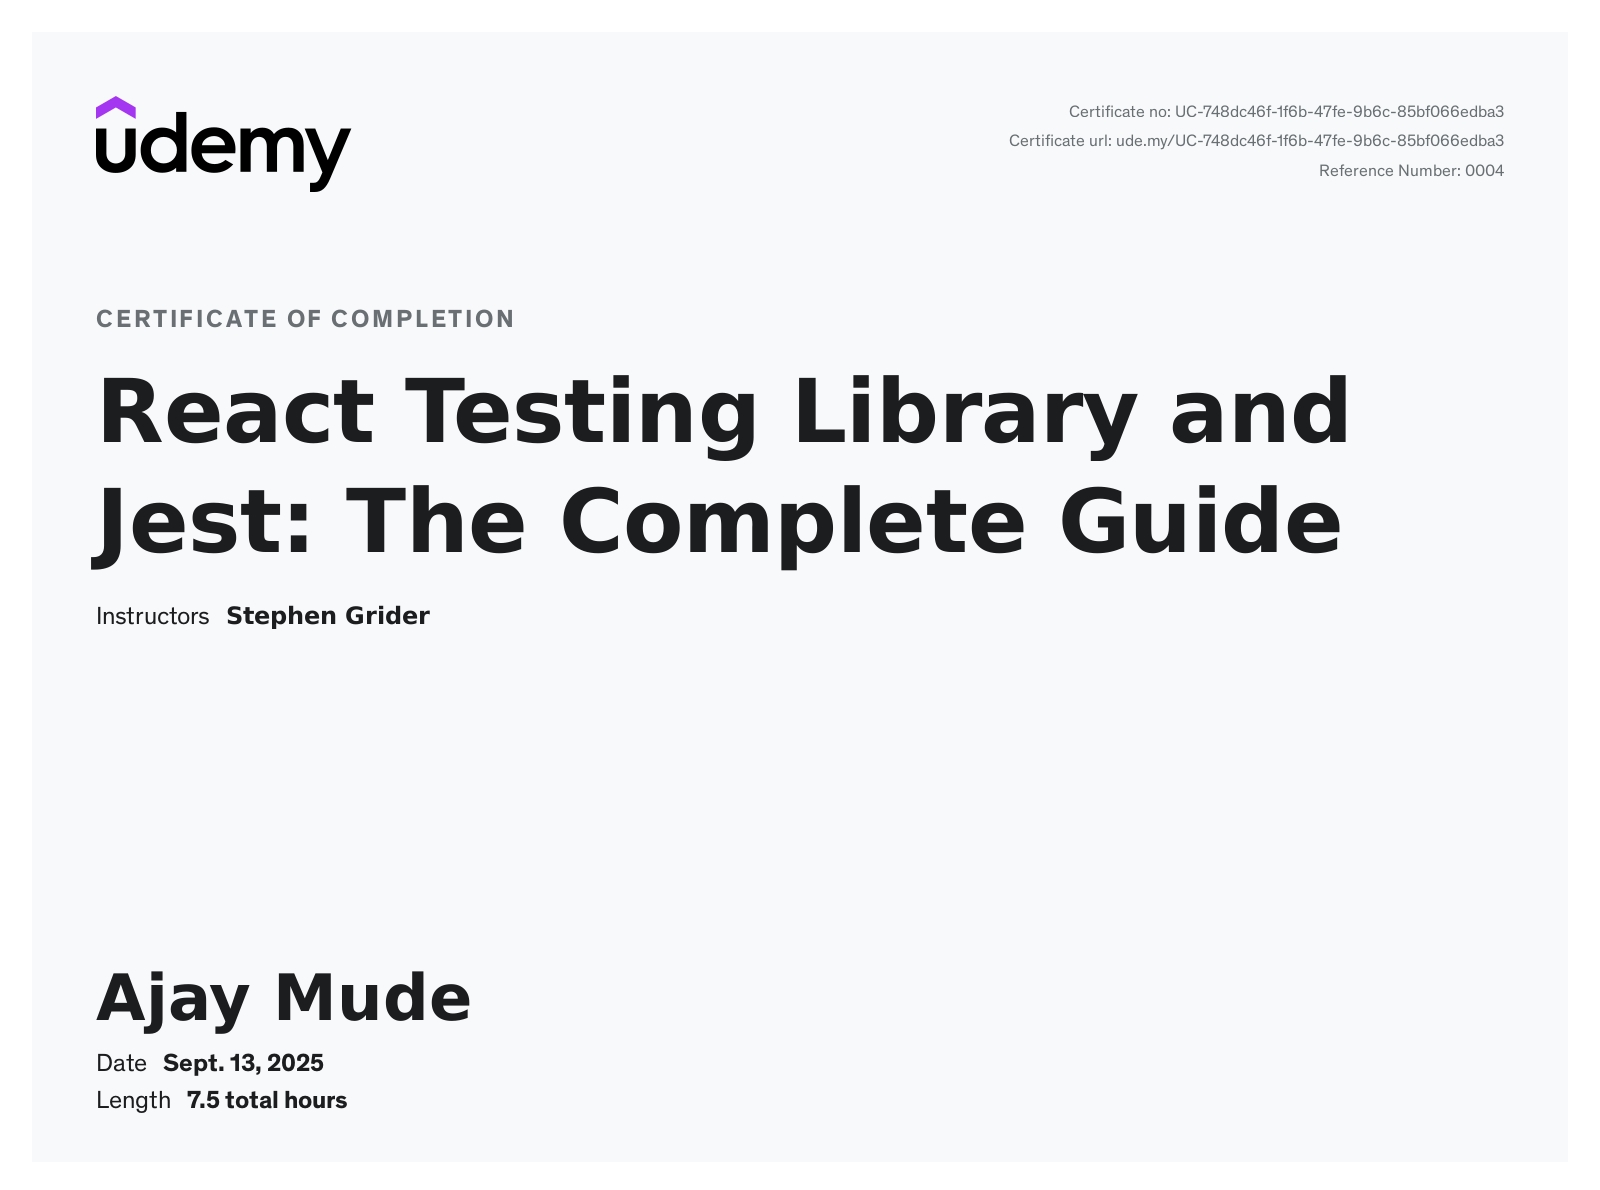 udemy
Certificate no: UC-748dc46f-1f6b-47fe-9b6c-85bf066edba3
Certificate url: ude.my/UC-748dc46f-1f6b-47fe-9b6c-85bf066edba3
Reference Number: 0004
CERTIFICATE OF COMPLETION
React Testing Library and
Jest: The Complete Guide
Instructors Stephen Grider
Ajay Mude
Date Sept. 13, 2025
Length 7.5 total hours